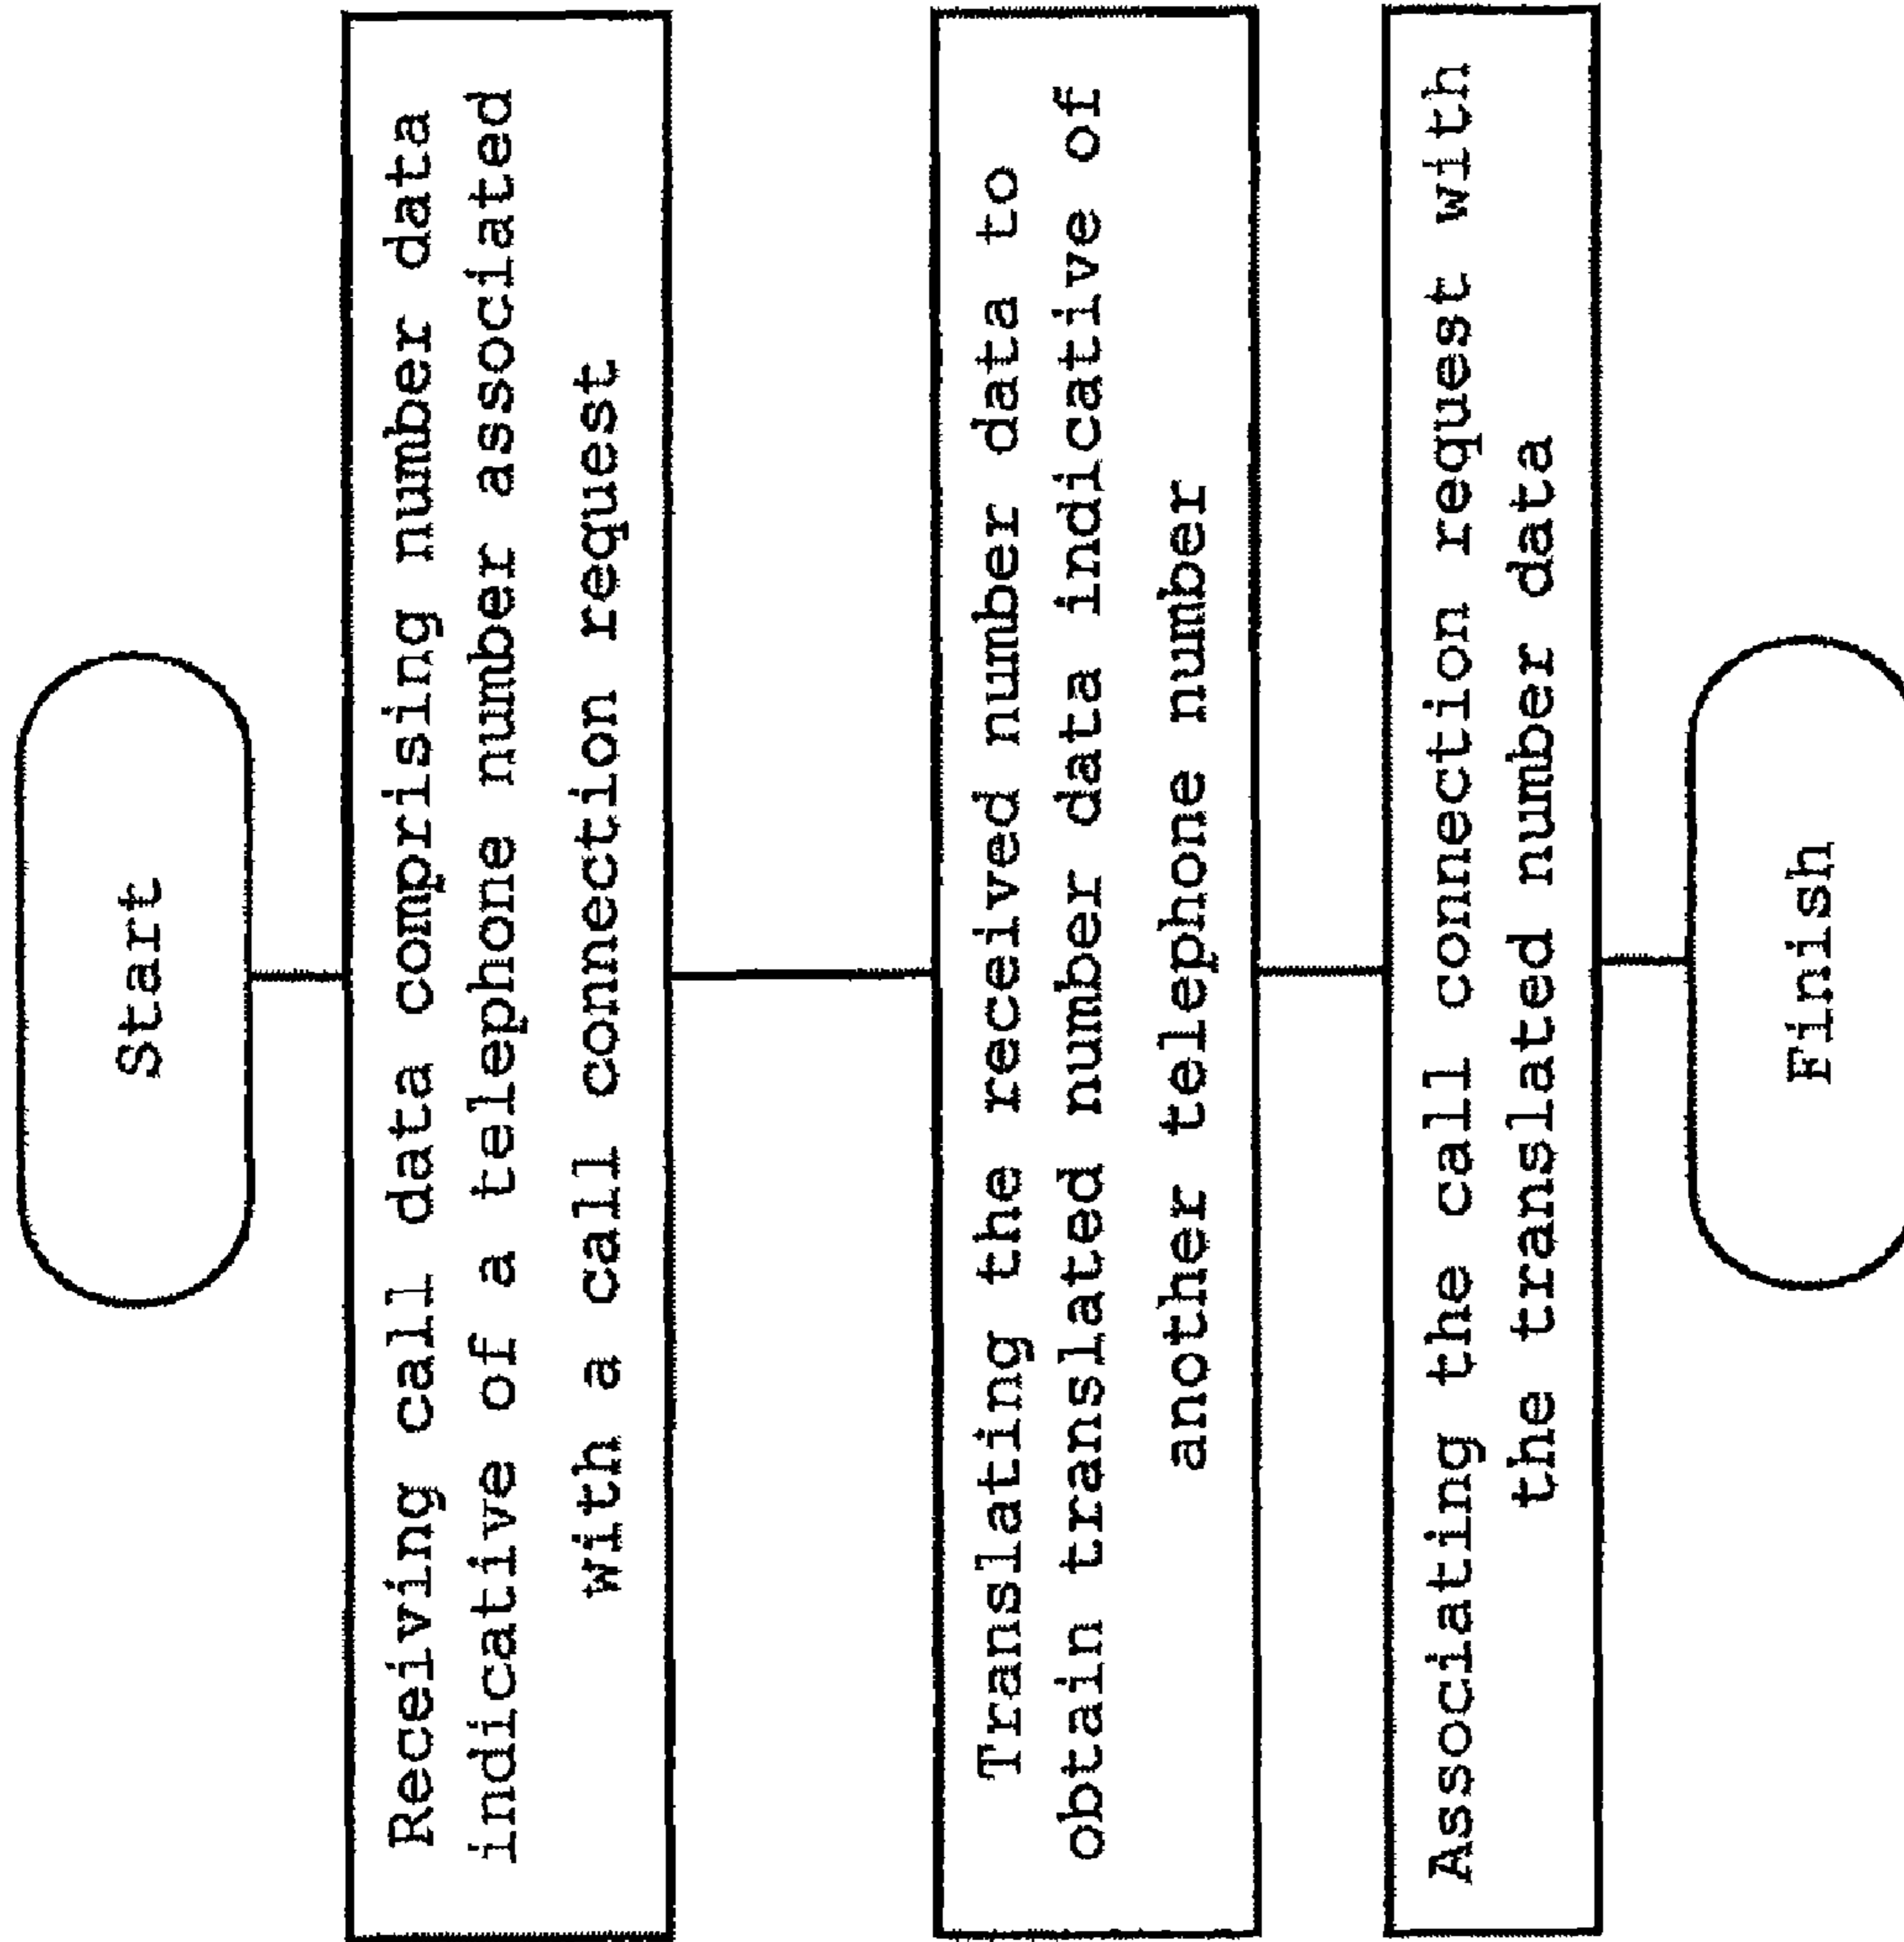 Start
Receiving call data comprising number data
indicative of a telephone number associated
with a call connection request
Translating the received number data to
obtain translated number data indicative of
another telephone number
Associating the call connection request with
the translated number data
Finish